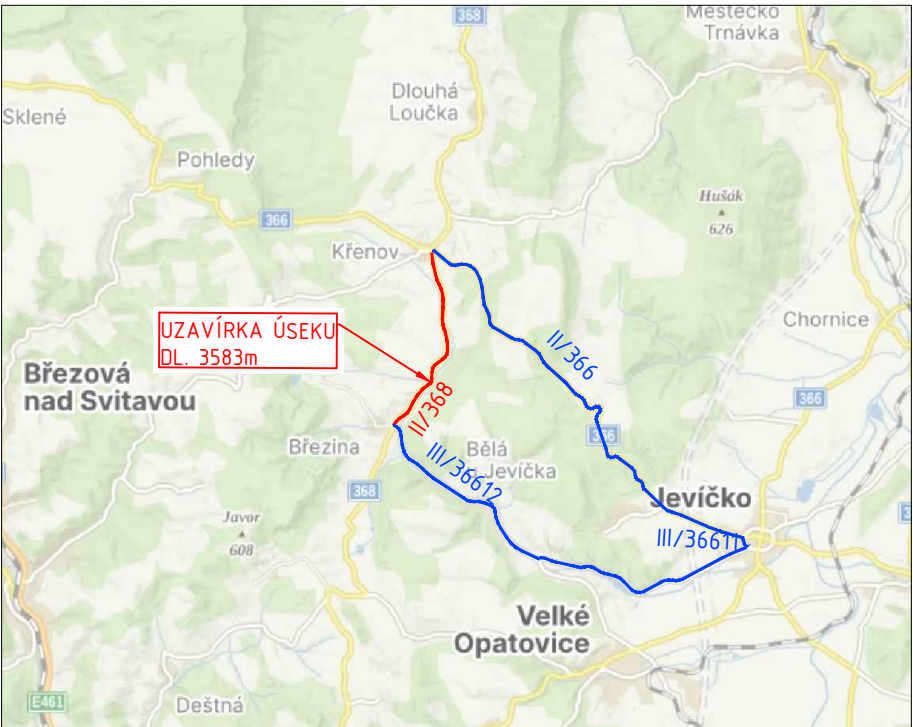 368
Městečko
Trnávka
Dlouhá
Loučka
Sklené
Pohledy
Hušák
626
366
Křenov
UZAVÍRKA ÚSEKU
DL. 3583m
Chornice
II/366
Březová
nad Svitavou
366
II/368
366
Březina
Bělá
u Jevíčka
III/36612
368
Jevíčko
Javor
608
III/36611
Velké
Opatovice
E461
Deštná